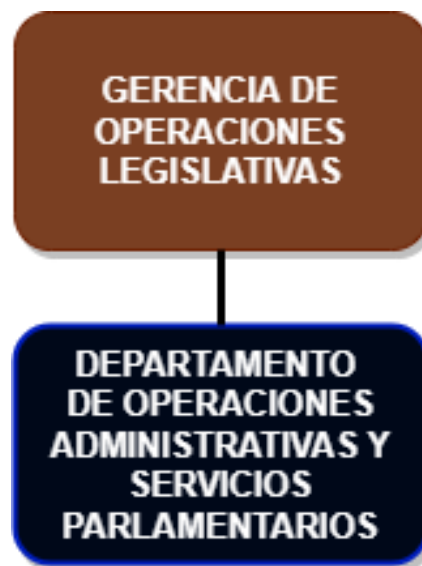 GERENCIA DE
OPERACIONES
LEGISLATIVAS
DEPARTAMENTO
DE OPERACIONES
ADMINISTRATIVAS Y
SERVICIOS
PARLAMENTARIOS